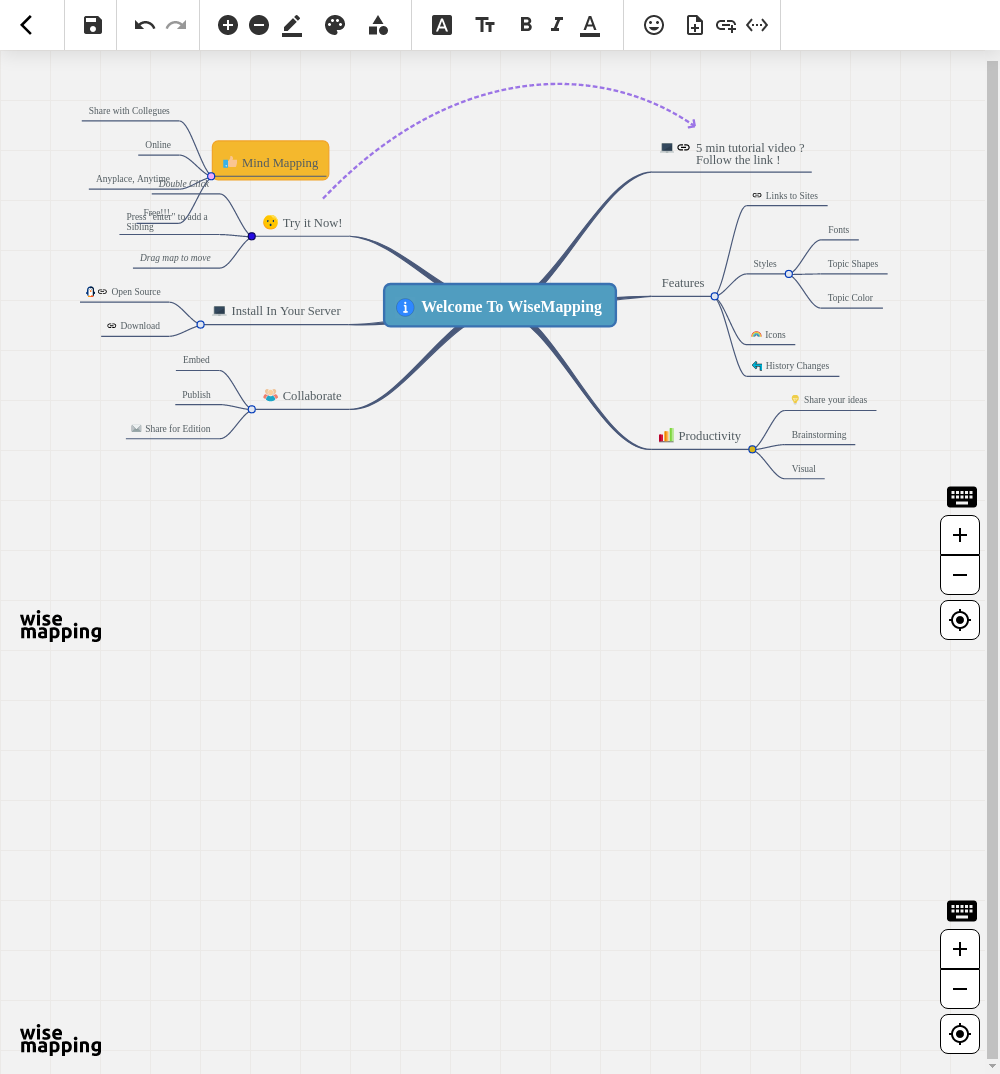 Share with Collegues
Online
Anyplace, Anytime
Free!!!
Mind Mapping
Double Click
Press "enter" to add a
Sibling
Drag map to move
Try it Now!
Open Source
Download
Install In Your Server
Embed
Publish
Share for Edition
Collaborate
Welcome To WiseMapping
5 min tutorial video ?
Follow the link !
Links to Sites
Features
Styles
Fonts
Topic Shapes
Topic Color
Icons
History Changes
Productivity
Share your ideas
Brainstorming
Visual
wise
mapping
wise
mapping